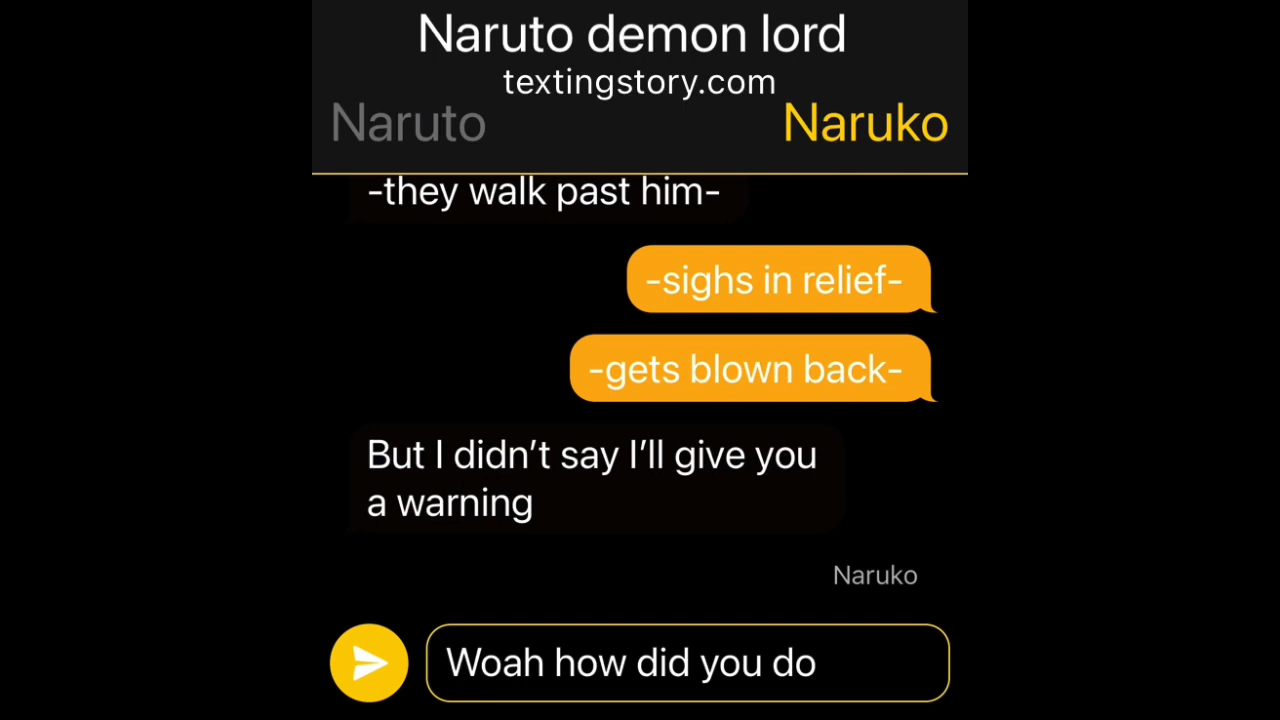 Naruto demon lord
textingstory.com
Naruto
Naruko
-they walk past him-
-sighs in relief-
-gets blown back-
But I didn’t say I’ll give you
a warning
Naruko
Woah how did you do